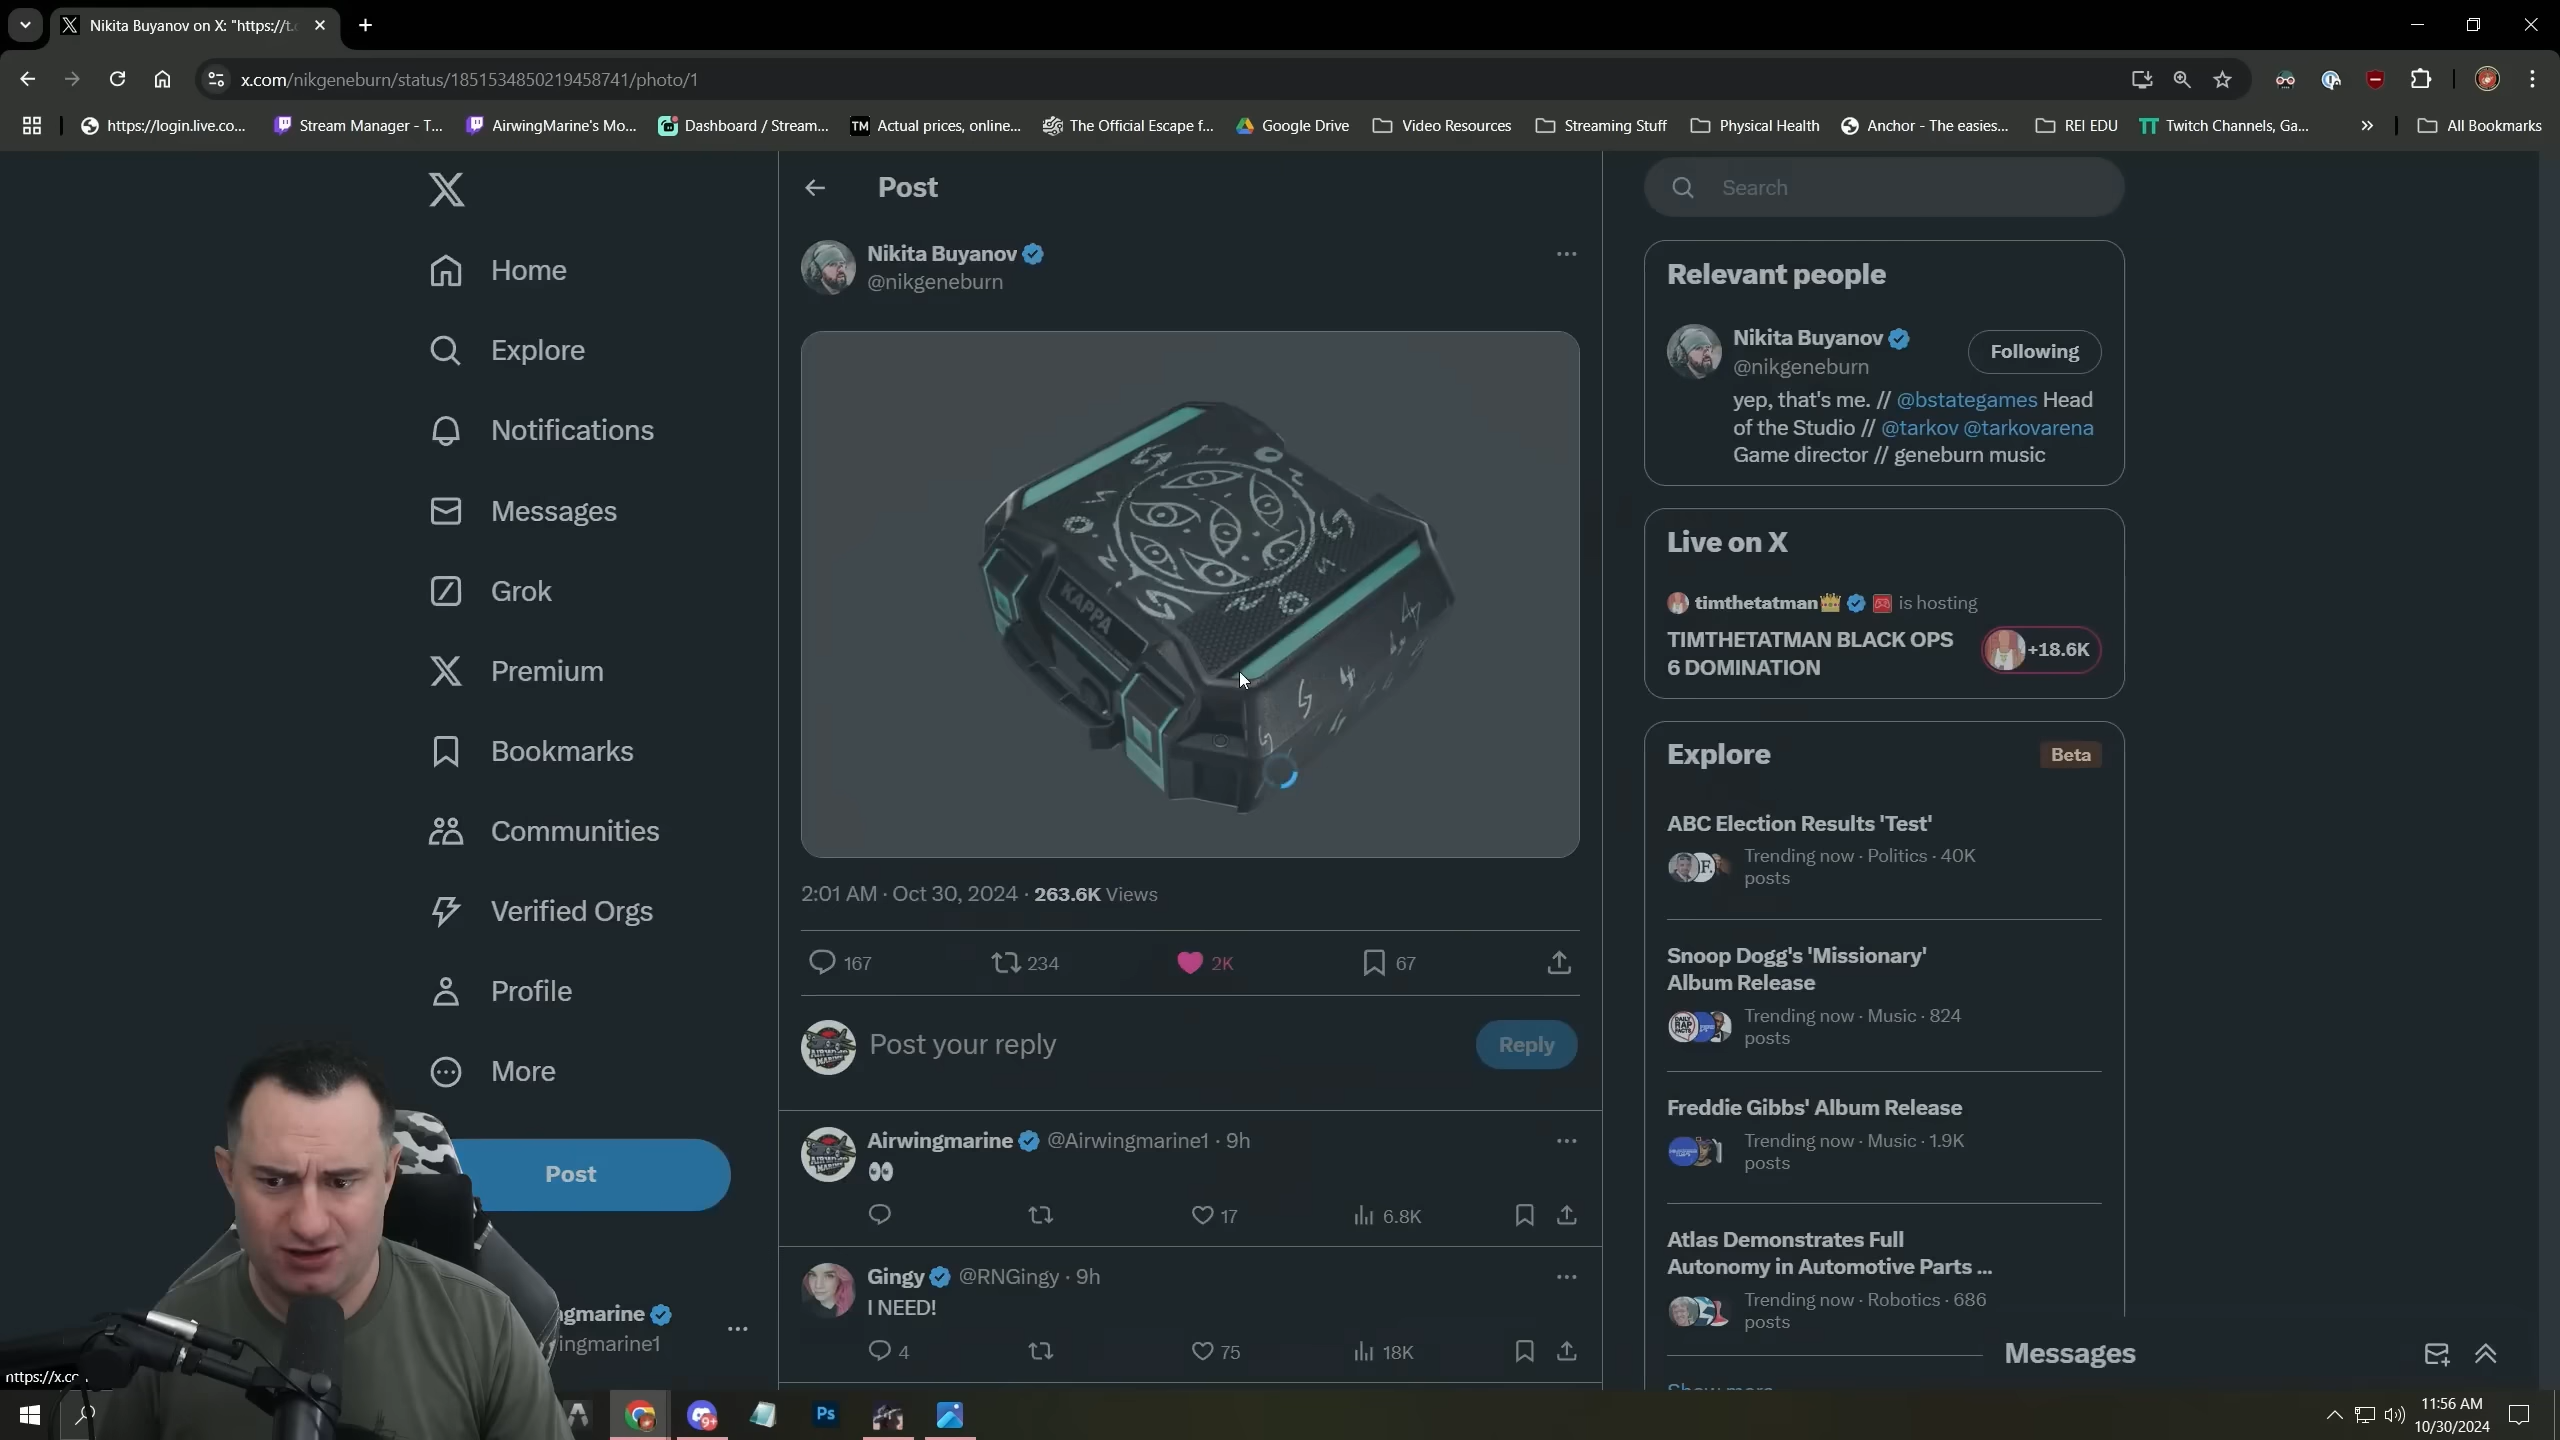 Nikita Buyanov on X: "https://t.
x.com/nikgeneburn/status/1851534850219458741/photo/1
https://login.live.co...
Stream Manager - T...
AirwingMarine's Mo...
Dashboard / Stream...
TM
Actual prices, online...
The Official Escape f...
Google Drive
Video Resources
Streaming Stuff
Physical Health
Anchor - The easies...
REI EDU
Twitch Channels, Ga...
All Bookmarks
Home
Explore
Notifications
Messages
Grok
Premium
Bookmarks
Communities
Verified Orgs
Profile
More
Post
gmarine
ingmarine1
Post
Nikita Buyanov
@nikgeneburn
KAPPA
2:01 AM · Oct 30, 2024 · 263.6K Views
167
234
2K
67
Post your reply
Reply
Airwingmarine @Airwingmarine1 · 9h
👀
17
6.8K
Gingy @RNGingy · 9h
I NEED!
4
75
18K
Search
Relevant people
Nikita Buyanov
@nikgeneburn
Following
yep, that's me. // @bstategames Head
of the Studio // @tarkov @tarkovarena
Game director // geneburn music
Live on X
timthetatman👑 is hosting
TIMTHETATMAN BLACK OPS
6 DOMINATION
+18.6K
Explore
Beta
ABC Election Results 'Test'
Trending now · Politics · 40K
posts
Snoop Dogg's 'Missionary'
Album Release
Trending now · Music · 824
posts
Freddie Gibbs' Album Release
Trending now · Music · 1.9K
posts
Atlas Demonstrates Full
Autonomy in Automotive Parts ...
Trending now · Robotics · 686
posts
Show more
Messages
https://x.co
Ps
9+
11:56 AM
10/30/2024